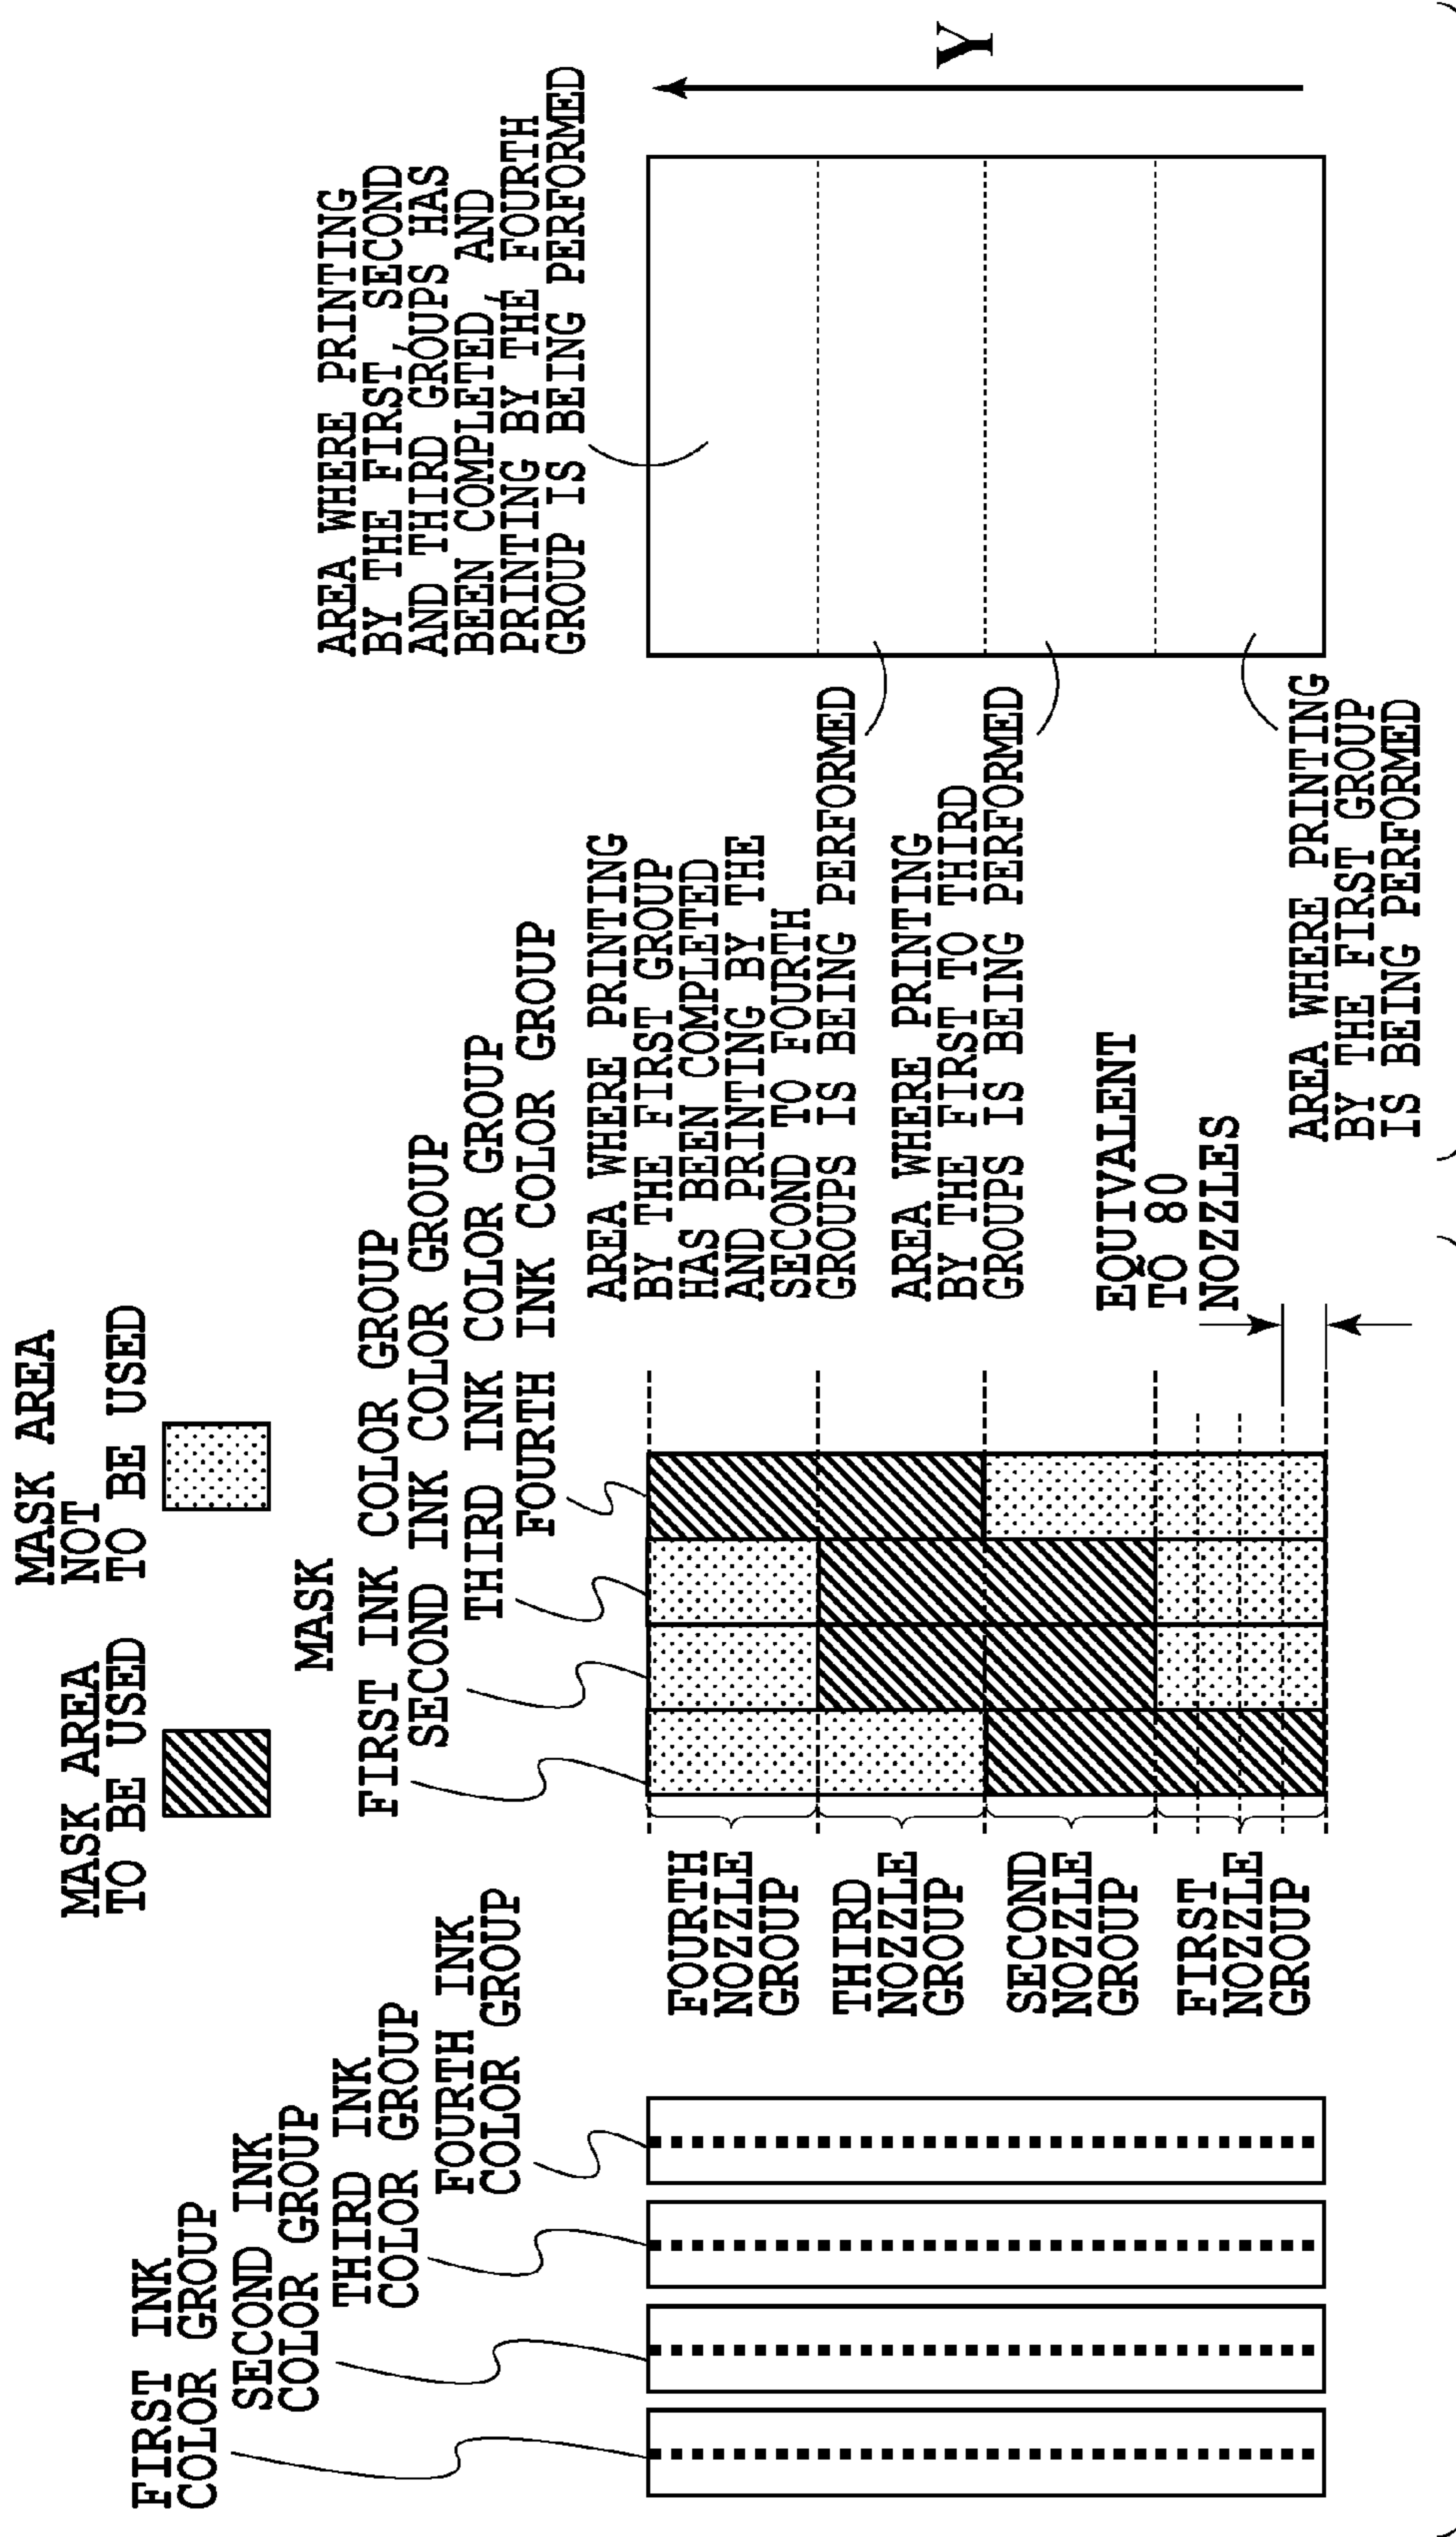 MASK AREA
TO BE USED
MASK AREA
NOT
TO BE USED
FIRST INK
COLOR GROUP
SECOND INK
COLOR GROUP
THIRD INK
COLOR GROUP
FOURTH INK
COLOR GROUP
MASK
FIRST INK COLOR GROUP
SECOND INK COLOR GROUP
THIRD INK COLOR GROUP
FOURTH INK COLOR GROUP
FOURTH
NOZZLE
GROUP
THIRD
NOZZLE
GROUP
SECOND
NOZZLE
GROUP
FIRST
NOZZLE
GROUP
AREA WHERE PRINTING
BY THE FIRST, SECOND
AND THIRD GROUPS HAS
BEEN COMPLETED, AND
PRINTING BY THE FOURTH
GROUP IS BEING PERFORMED
AREA WHERE PRINTING
BY THE FIRST GROUP
HAS BEEN COMPLETED
AND PRINTING BY THE
SECOND TO FOURTH
GROUPS IS BEING PERFORMED
AREA WHERE PRINTING
BY THE FIRST TO THIRD
GROUPS IS BEING PERFORMED
EQUIVALENT
TO 80
NOZZLES
AREA WHERE PRINTING
BY THE FIRST GROUP
IS BEING PERFORMED
Y